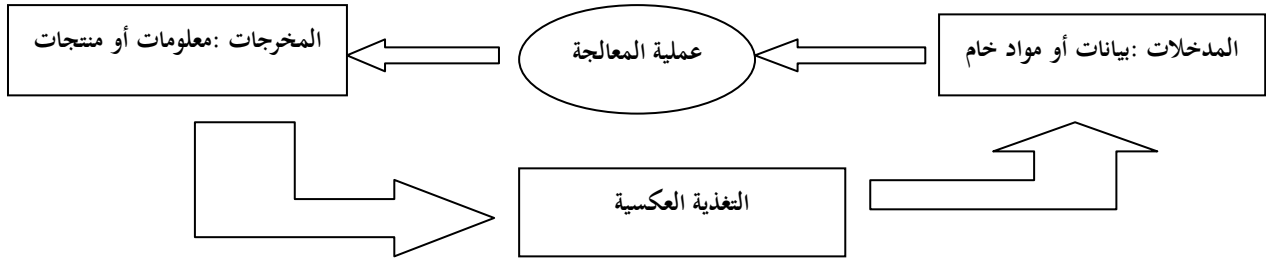 المدخلات :بيانات أو مواد خام
عملية المعالجة
المخرجات :معلومات أو منتجات
التغذية العكسية